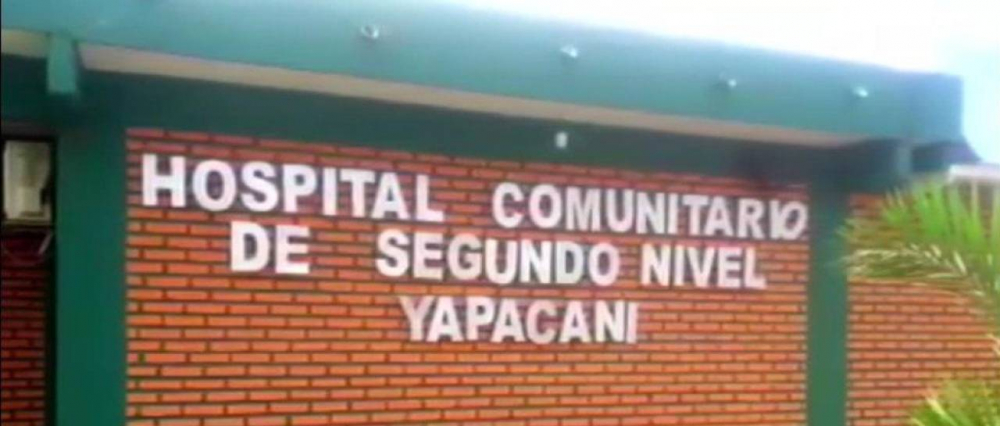 HOSPITAL COMUNITARIO
DE SEGUNDO NIVEL
YAPACANI